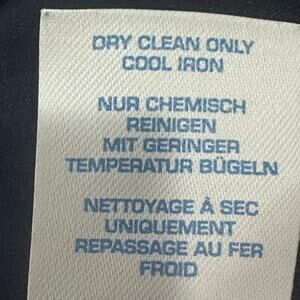 DRY CLEAN ONLY
COOL IRON
NUR CHEMISCH
REINIGEN
MIT GERINGER
TEMPERATUR BÜGELN
NETTOYAGE À SEC
UNIQUEMENT
REPASSAGE AU FER
FROID